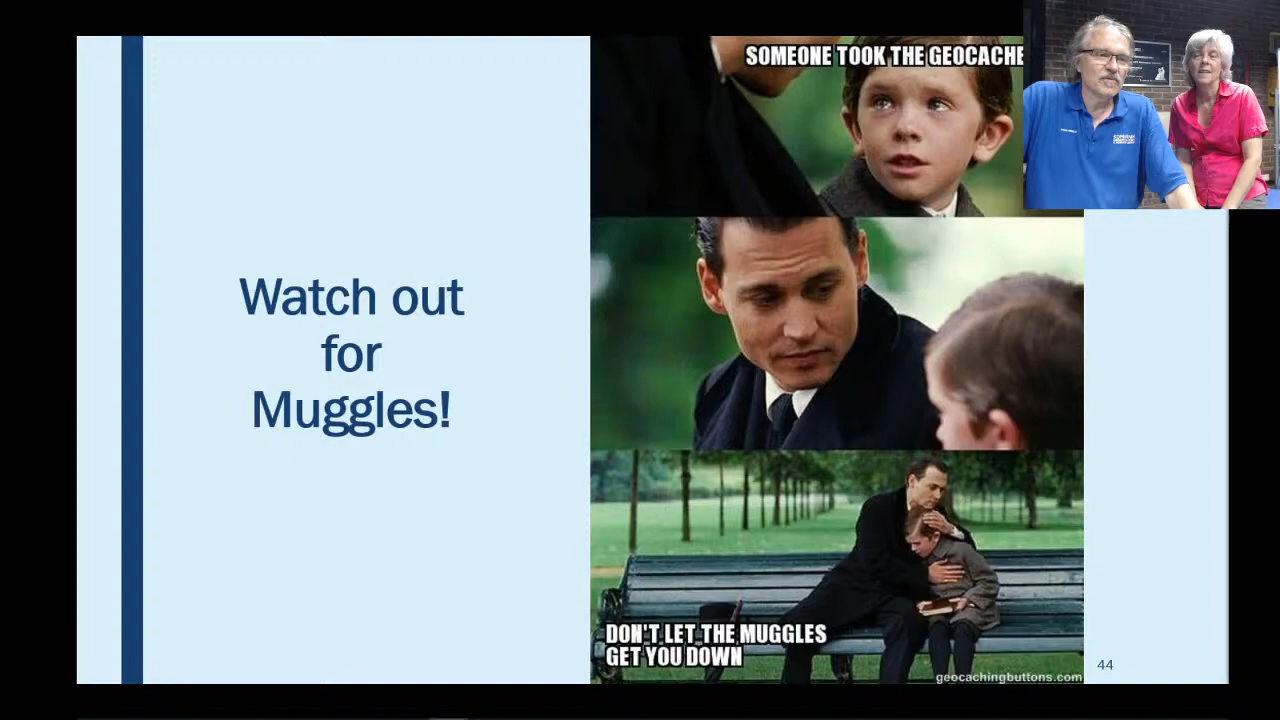 Watch out
for
Muggles!
SOMEONE TOOK THE GEOCACHE
DON'T LET THE MUGGLES
GET YOU DOWN
geocachingbuttons.com
44